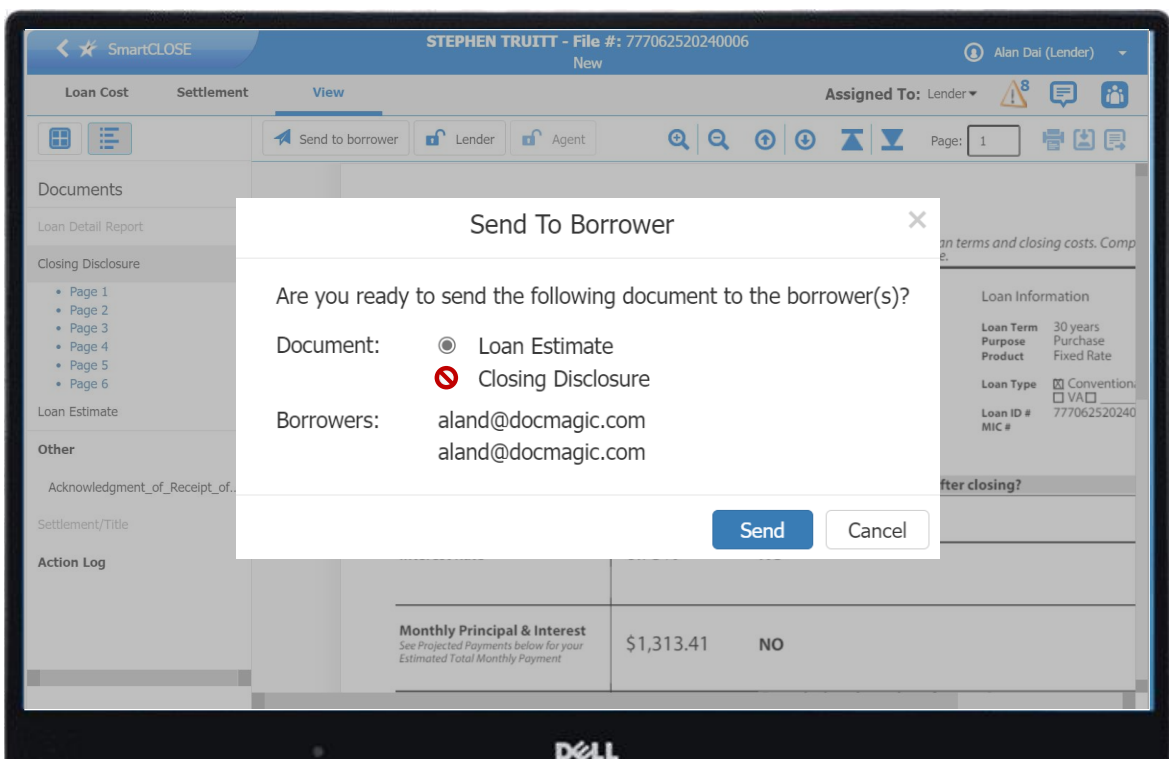 SmartCLOSE
STEPHEN TRUITT - File #: 777062520240006
New
Alan Dai (Lender)
Loan Cost Settlement View
Assigned To: Lender
8
Send to borrower Lender Agent
Page: 1
Documents
Loan Detail Report
Closing Disclosure
• Page 1
• Page 2
• Page 3
• Page 4
• Page 5
• Page 6
Loan Estimate
Other
Acknowledgment_of_Receipt_of..
Settlement/Title
Action Log
Send To Borrower ×
Are you ready to send the following document to the borrower(s)?
Document: Loan Estimate
Closing Disclosure
Borrowers: aland@docmagic.com
aland@docmagic.com
Send Cancel
terms and closing costs. Comp
Loan Information
Loan Term 30 years
Purpose Purchase
Product Fixed Rate
Loan Type ☒ Convention
☐ VA ☐
Loan ID # 777062520240
MIC #
fter closing?
Monthly Principal & Interest
See Projected Payments below for your
Estimated Total Monthly Payment
$1,313.41 NO
DELL